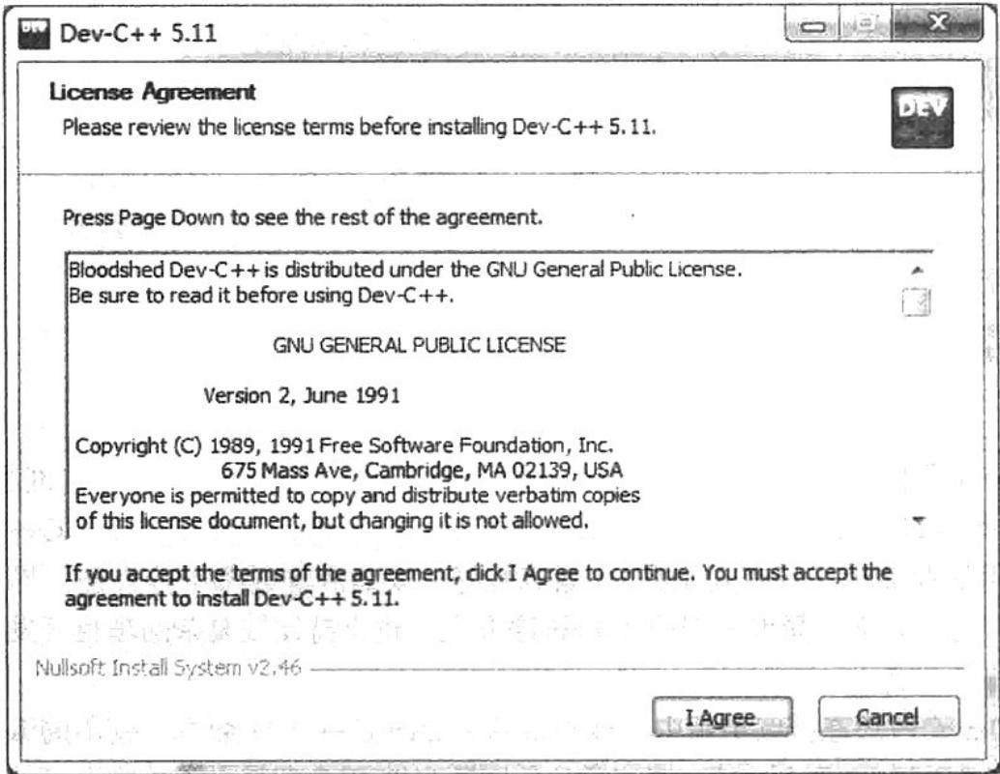 DEV Dev-C++ 5.11
License Agreement
Please review the license terms before installing Dev-C++ 5.11.
DEV
Press Page Down to see the rest of the agreement.
Bloodshed Dev-C++ is distributed under the GNU General Public License.
Be sure to read it before using Dev-C++.
GNU GENERAL PUBLIC LICENSE
Version 2, June 1991
Copyright (C) 1989, 1991 Free Software Foundation, Inc.
675 Mass Ave, Cambridge, MA 02139, USA
Everyone is permitted to copy and distribute verbatim copies
of this license document, but changing it is not allowed.
If you accept the terms of the agreement, click I Agree to continue. You must accept the
agreement to install Dev-C++ 5.11.
Nullsoft Install System v2.46
I Agree Cancel